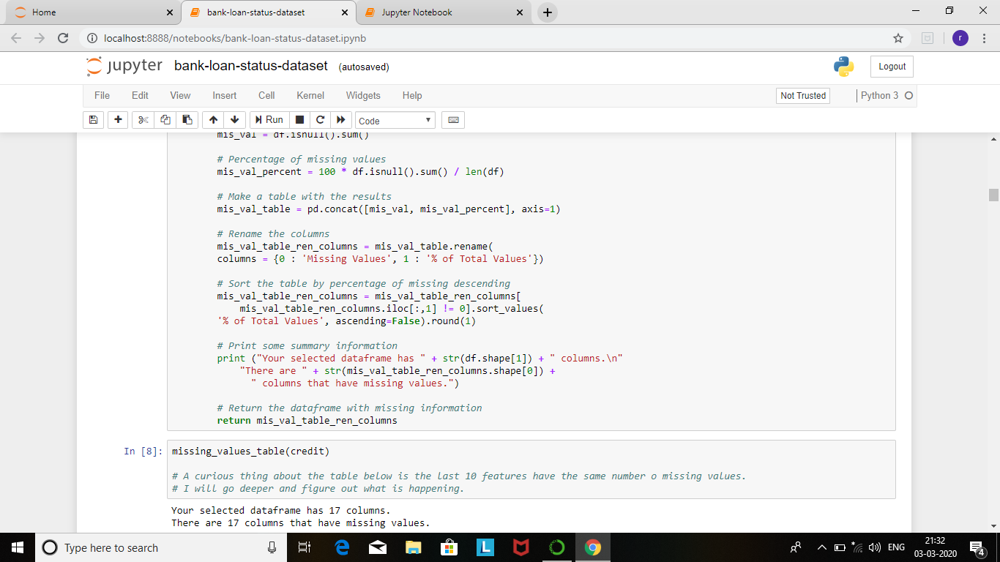 Home
bank-loan-status-dataset
Jupyter Notebook
localhost:8888/notebooks/bank-loan-status-dataset.ipynb
r
jupyter bank-loan-status-dataset (autosaved)
Logout
File Edit View Insert Cell Kernel Widgets Help
Not Trusted
Python 3
Run
Code
mis_val = df.isnull().sum()
# Percentage of missing values
mis_val_percent = 100 * df.isnull().sum() / len(df)
# Make a table with the results
mis_val_table = pd.concat([mis_val, mis_val_percent], axis=1)
# Rename the columns
mis_val_table_ren_columns = mis_val_table.rename(
columns = {0 : 'Missing Values', 1 : '% of Total Values'})
# Sort the table by percentage of missing descending
mis_val_table_ren_columns = mis_val_table_ren_columns[
mis_val_table_ren_columns.iloc[:,1] != 0].sort_values(
'% of Total Values', ascending=False).round(1)
# Print some summary information
print ("Your selected dataframe has " + str(df.shape[1]) + " columns.\n"
"There are " + str(mis_val_table_ren_columns.shape[0]) +
" columns that have missing values.")
# Return the dataframe with missing information
return mis_val_table_ren_columns
In [8]: missing_values_table(credit)
# A curious thing about the table below is the last 10 features have the same number o missing values.
# I will go deeper and figure out what is happening.
Your selected dataframe has 17 columns.
There are 17 columns that have missing values.
Type here to search
L
ENG
21:32
03-03-2020
4